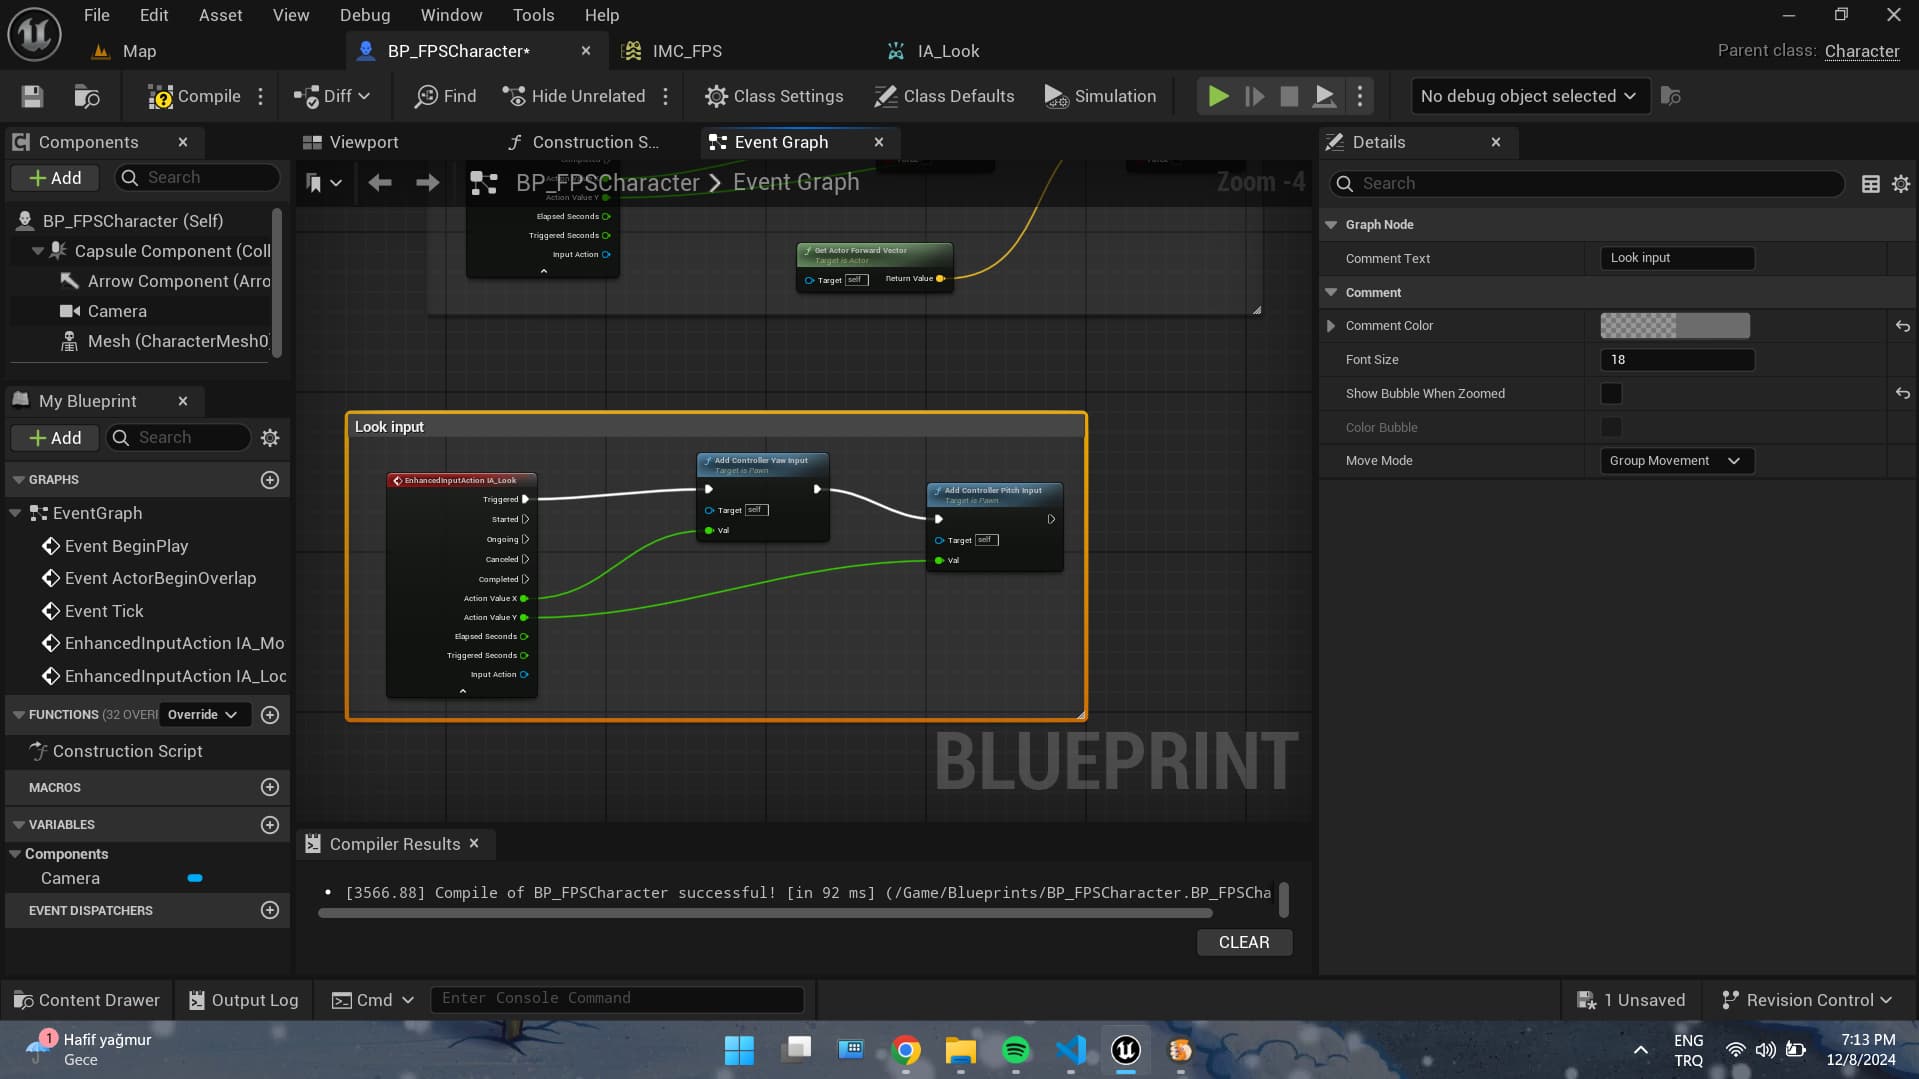 File Edit Asset View Debug Window Tools Help
Map
BP_FPSCharacter*
IMC_FPS
IA_Look
Parent class: Character
Compile
Diff
Find
Hide Unrelated
Class Settings
Class Defaults
Simulation
No debug object selected
Components
Add
Search
BP_FPSCharacter (Self)
Capsule Component (Coll
Arrow Component (Arro
Camera
Mesh (CharacterMesh0)
My Blueprint
Add
Search
GRAPHS
EventGraph
Event BeginPlay
Event ActorBeginOverlap
Event Tick
EnhancedInputAction IA_Mo
EnhancedInputAction IA_Loc
FUNCTIONS (32 OVERI
Override
Construction Script
MACROS
VARIABLES
Components
Camera
EVENT DISPATCHERS
Viewport
Construction S...
Event Graph
BP_FPSCharacter > Event Graph
Zoom -4
Completed
Action Value Y
Elapsed Seconds
Triggered Seconds
Input Action
Get Actor Forward Vector
Target is Actor
Target self
Return Value
Look input
EnhancedInputAction IA_Look
Triggered
Started
Ongoing
Canceled
Completed
Action Value X
Action Value Y
Elapsed Seconds
Triggered Seconds
Input Action
Add Controller Yaw Input
Target is Pawn
Target self
Val
Add Controller Pitch Input
Target is Pawn
Target self
Val
BLUEPRINT
Compiler Results
[3566.88] Compile of BP_FPSCharacter successful! [in 92 ms] (/Game/Blueprints/BP_FPSCharacter.BP_FPSCha
CLEAR
Details
Search
Graph Node
Comment Text
Look input
Comment
Comment Color
Font Size
18
Show Bubble When Zoomed
Color Bubble
Move Mode
Group Movement
Content Drawer
Output Log
Cmd
Enter Console Command
1 Unsaved
Revision Control
1
Hafif yağmur
Gece
ENG
TRQ
7:13 PM
12/8/2024